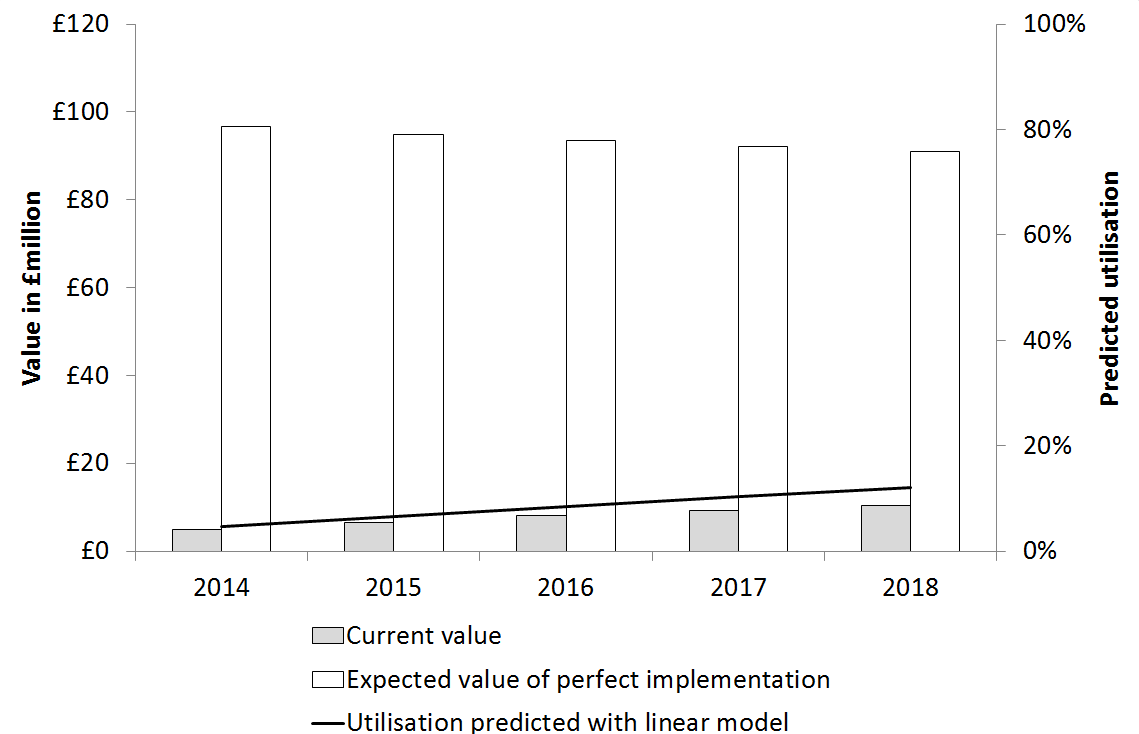 £120
£100
£80
£60
£40
£20
£0
Value in £million
100%
80%
60%
40%
20%
0%
Predicted utilisation
2014 2015 2016 2017 2018
Current value
Expected value of perfect implementation
Utilisation predicted with linear model